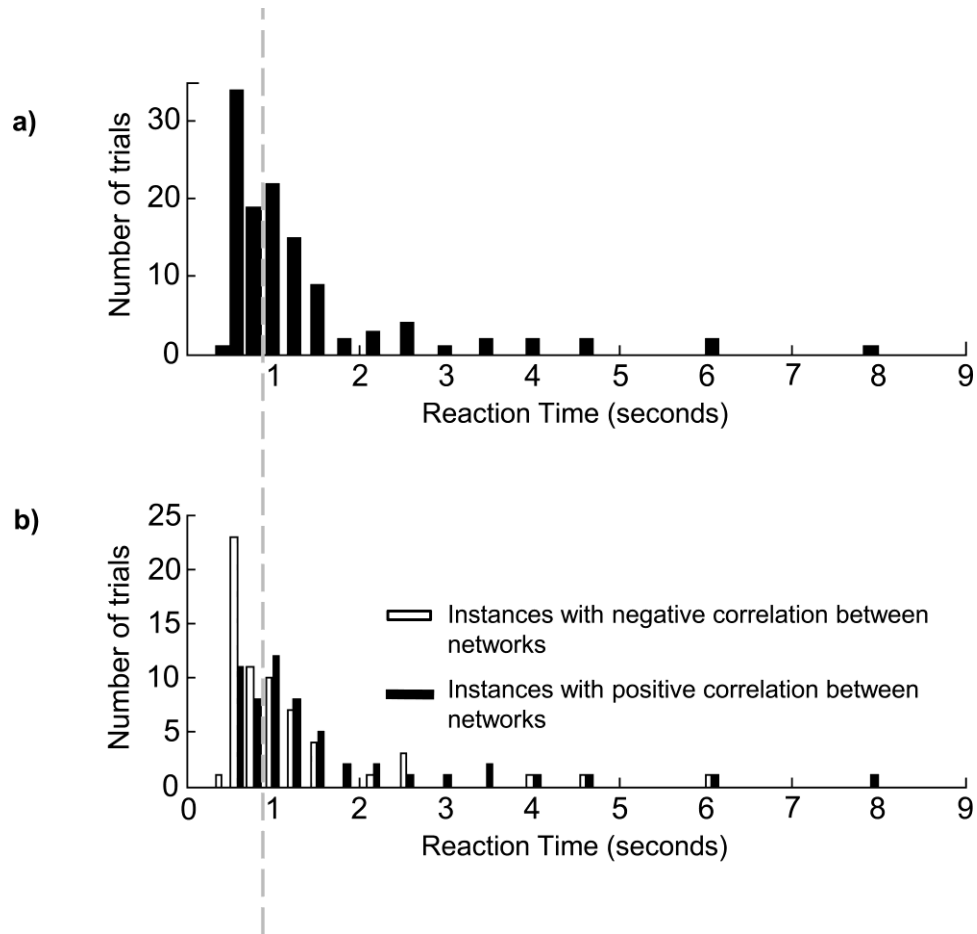 a)
Number of trials
30
20
10
0
1 2 3 4 5 6 7 8 9
Reaction Time (seconds)
b)
Number of trials
25
20
15
10
5
0
Instances with negative correlation between
networks
Instances with positive correlation between
networks
0 1 2 3 4 5 6 7 8 9
Reaction Time (seconds)